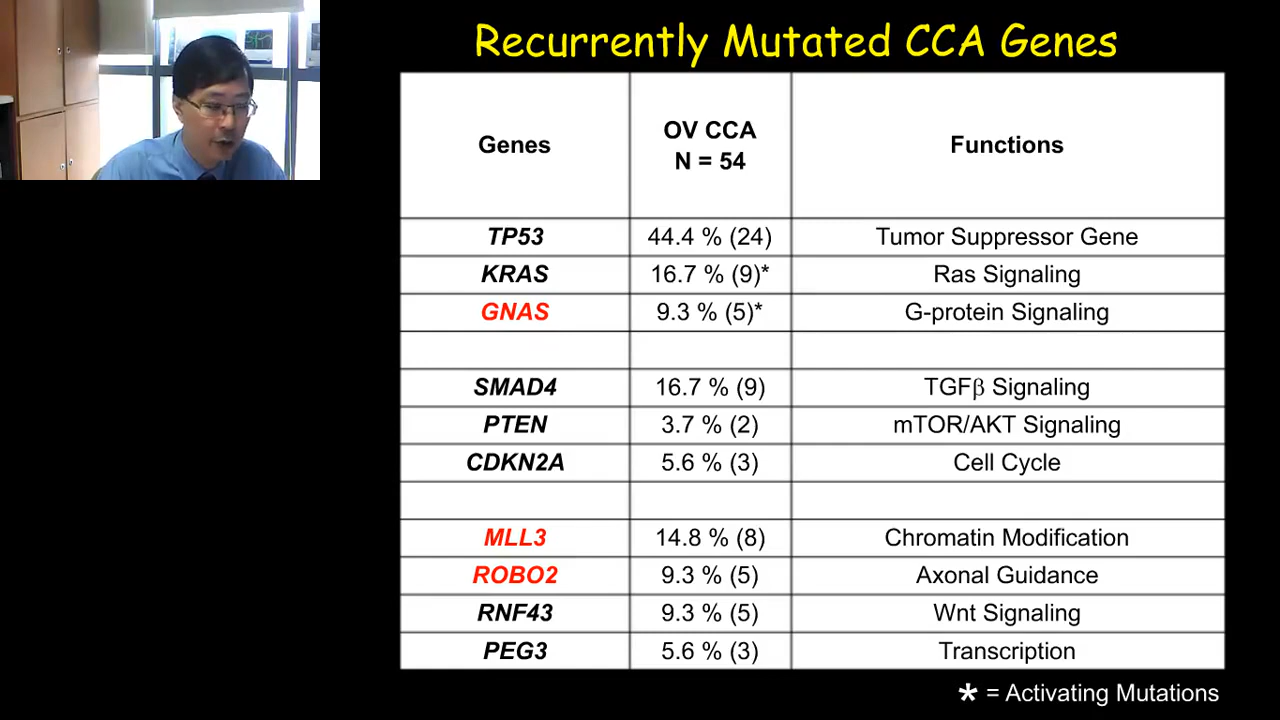 Recurrently Mutated CCA Genes
Genes
OV CCA
N = 54
Functions
TP53 44.4 % (24) Tumor Suppressor Gene
KRAS 16.7 % (9)* Ras Signaling
GNAS 9.3 % (5)* G-protein Signaling
SMAD4 16.7 % (9) TGFβ Signaling
PTEN 3.7 % (2) mTOR/AKT Signaling
CDKN2A 5.6 % (3) Cell Cycle
MLL3 14.8 % (8) Chromatin Modification
ROBO2 9.3 % (5) Axonal Guidance
RNF43 9.3 % (5) Wnt Signaling
PEG3 5.6 % (3) Transcription
* = Activating Mutations